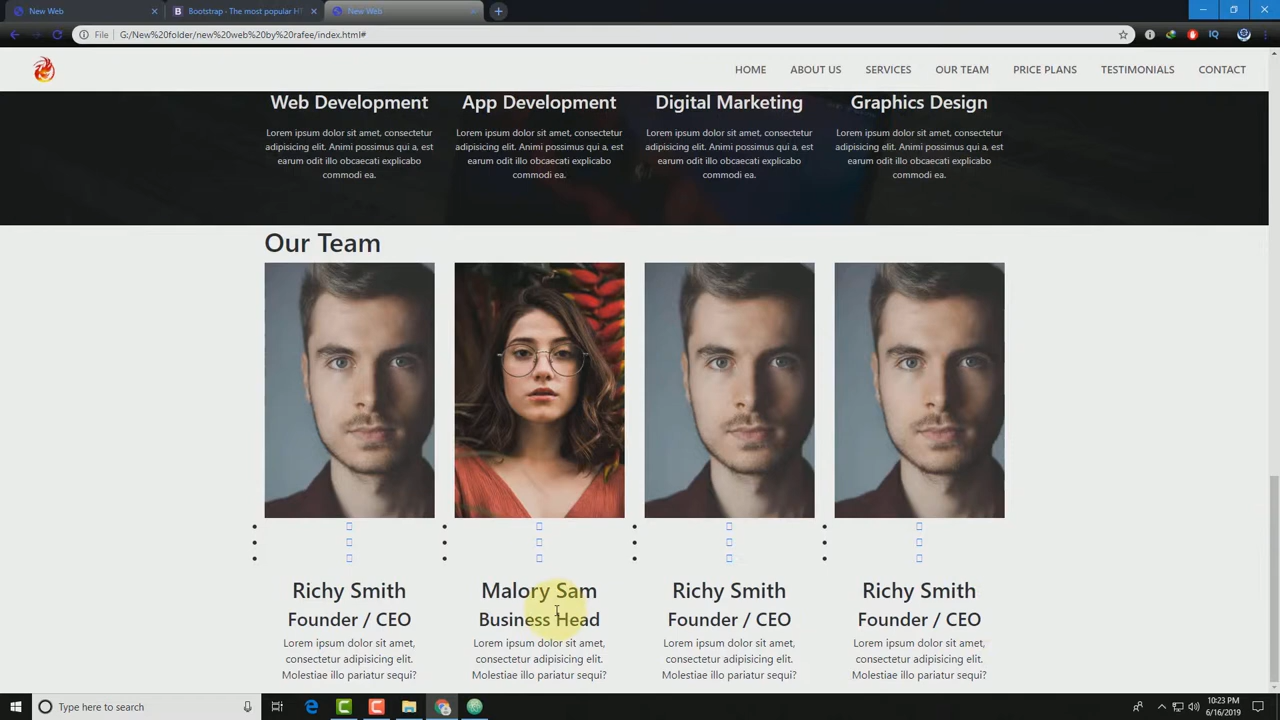 New Web
Bootstrap - The most popular HT
New Web
File
G:/New%20folder/new%20web%20by%20rafee/index.html#
HOME
ABOUT US
SERVICES
OUR TEAM
PRICE PLANS
TESTIMONIALS
CONTACT
Web Development
App Development
Digital Marketing
Graphics Design
Lorem ipsum dolor sit amet, consectetur
adipisicing elit. Animi possimus qui a, est
earum odit illo obcaecati explicabo
commodi ea.
Lorem ipsum dolor sit amet, consectetur
adipisicing elit. Animi possimus qui a, est
earum odit illo obcaecati explicabo
commodi ea.
Lorem ipsum dolor sit amet, consectetur
adipisicing elit. Animi possimus qui a, est
earum odit illo obcaecati explicabo
commodi ea.
Lorem ipsum dolor sit amet, consectetur
adipisicing elit. Animi possimus qui a, est
earum odit illo obcaecati explicabo
commodi ea.
Our Team
Richy Smith
Founder / CEO
Lorem ipsum dolor sit amet,
consectetur adipisicing elit.
Molestiae illo pariatur sequi?
Malory Sam
Business Head
Lorem ipsum dolor sit amet,
consectetur adipisicing elit.
Molestiae illo pariatur sequi?
Richy Smith
Founder / CEO
Lorem ipsum dolor sit amet,
consectetur adipisicing elit.
Molestiae illo pariatur sequi?
Richy Smith
Founder / CEO
Lorem ipsum dolor sit amet,
consectetur adipisicing elit.
Molestiae illo pariatur sequi?
Type here to search
10:23 PM
6/16/2019